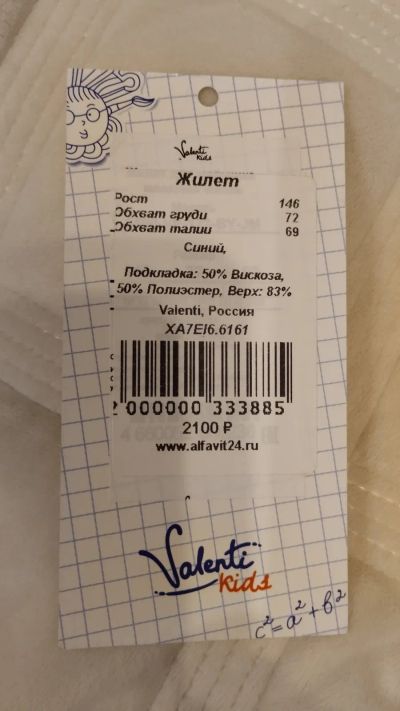 Valenti
kids
Жилет
Рост 146
Обхват груди 72
Обхват талии 69
Синий,
Подкладка: 50% Вискоза,
50% Полиэстер, Верх: 83%
Valenti, Россия
XA7EI6.6161
2 000000 333885
2100 ₽
www.alfavit24.ru
Valenti
kids
c²=a²+b²